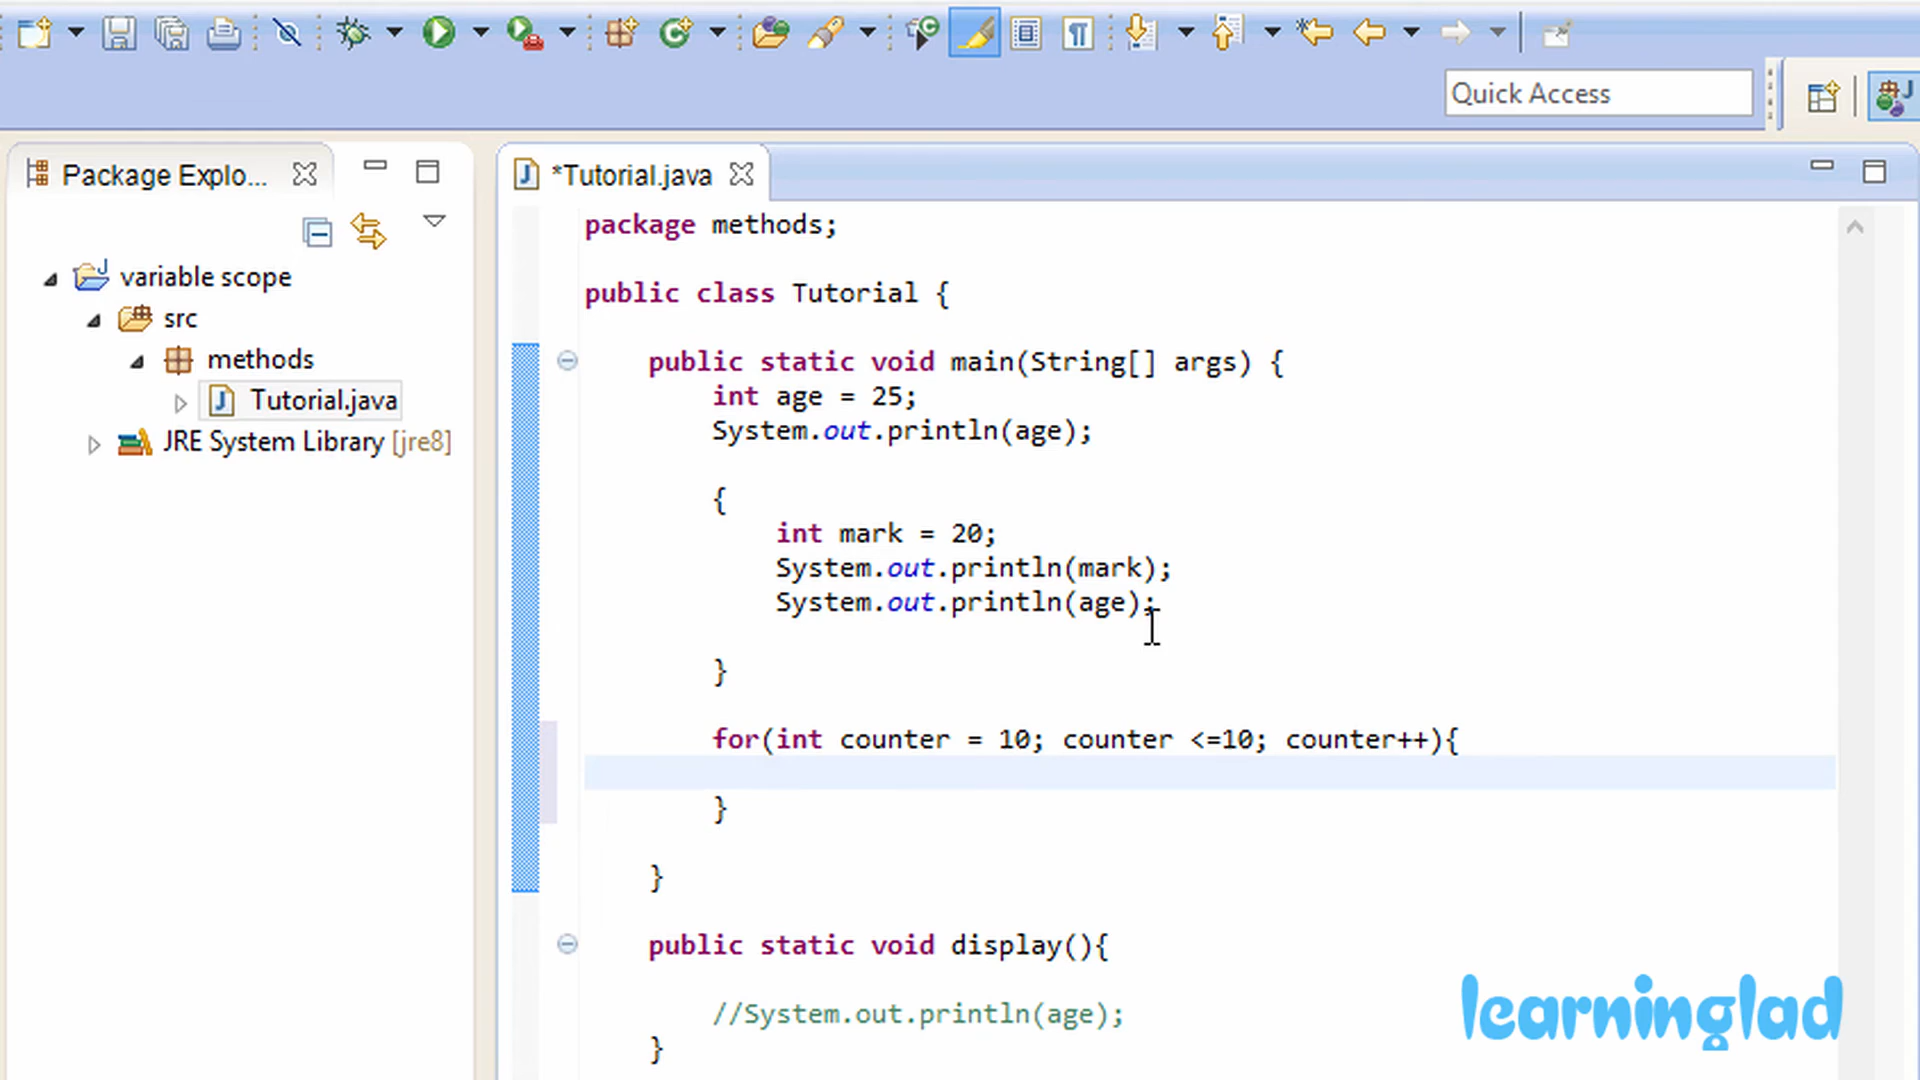 Quick Access
Package Explo...
*Tutorial.java
variable scope
src
methods
Tutorial.java
JRE System Library [jre8]
package methods;
public class Tutorial {
public static void main(String[] args) {
int age = 25;
System.out.println(age);
{
int mark = 20;
System.out.println(mark);
System.out.println(age);
}
for(int counter = 10; counter <=10; counter++){
}
}
public static void display(){
//System.out.println(age);
}
learninglad